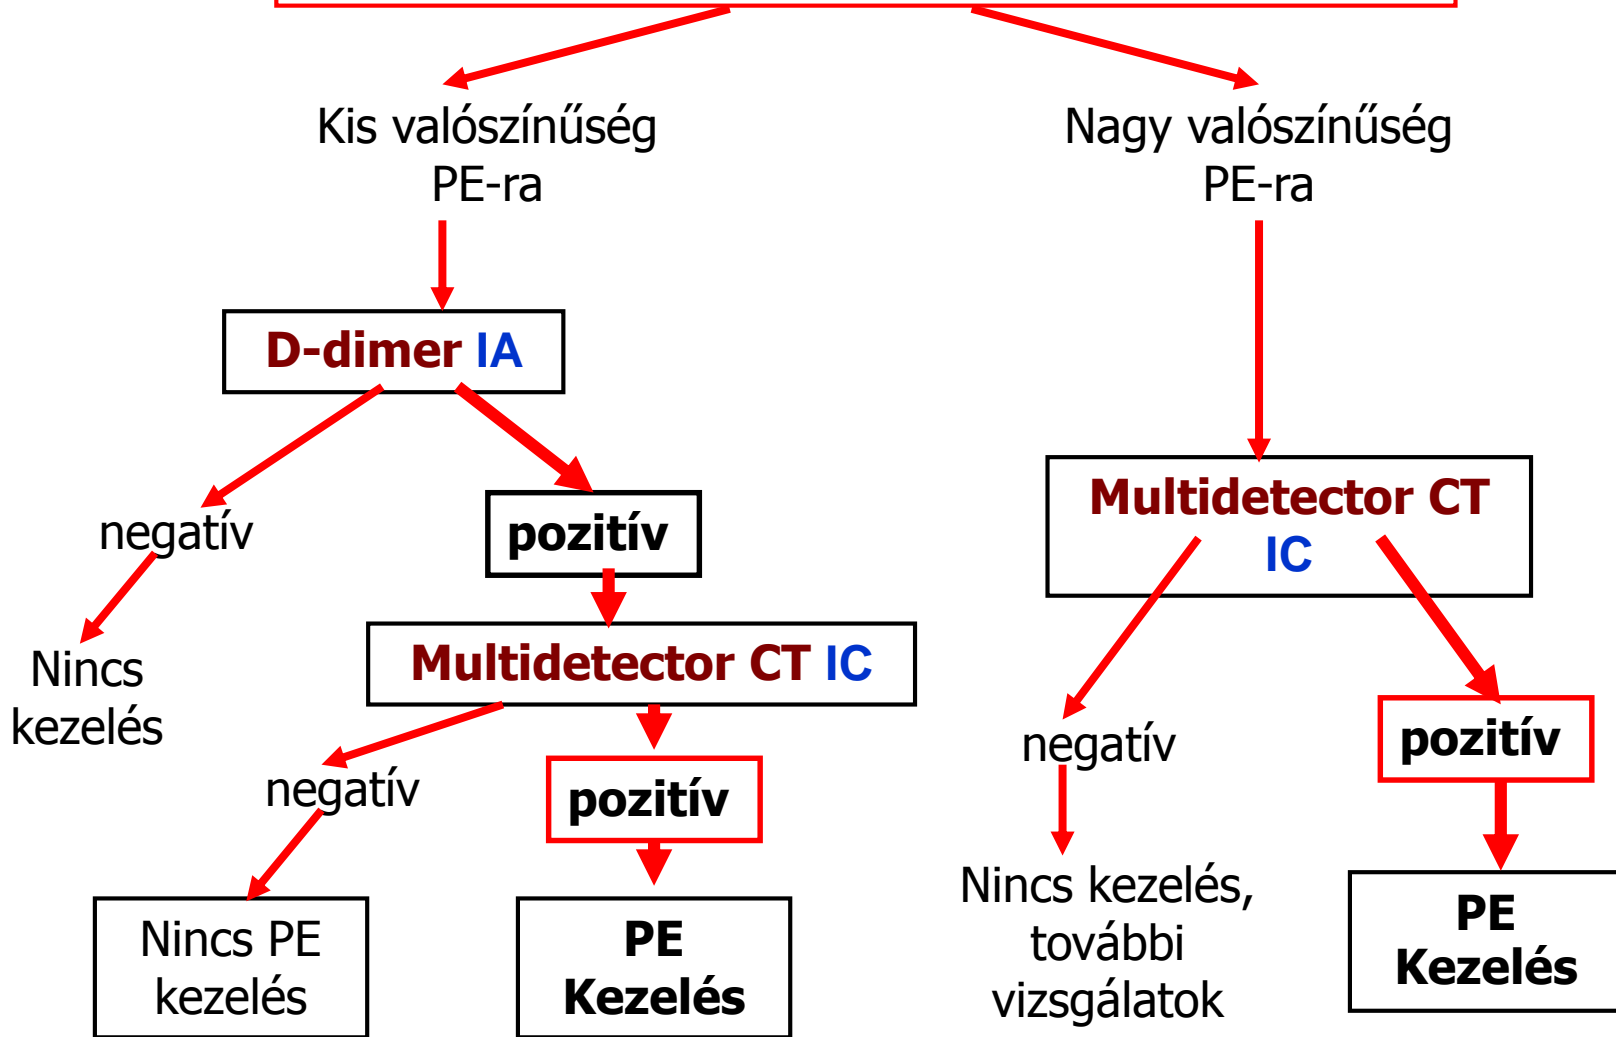 Kis valószínűség
PE-ra
Nagy valószínűség
PE-ra
D-dimer IA
negatív
pozitív
Nincs
kezelés
Multidetector CT IC
negatív
pozitív
Nincs PE
kezelés
PE
Kezelés
Multidetector CT
IC
negatív
pozitív
Nincs kezelés,
további
vizsgálatok
PE
Kezelés